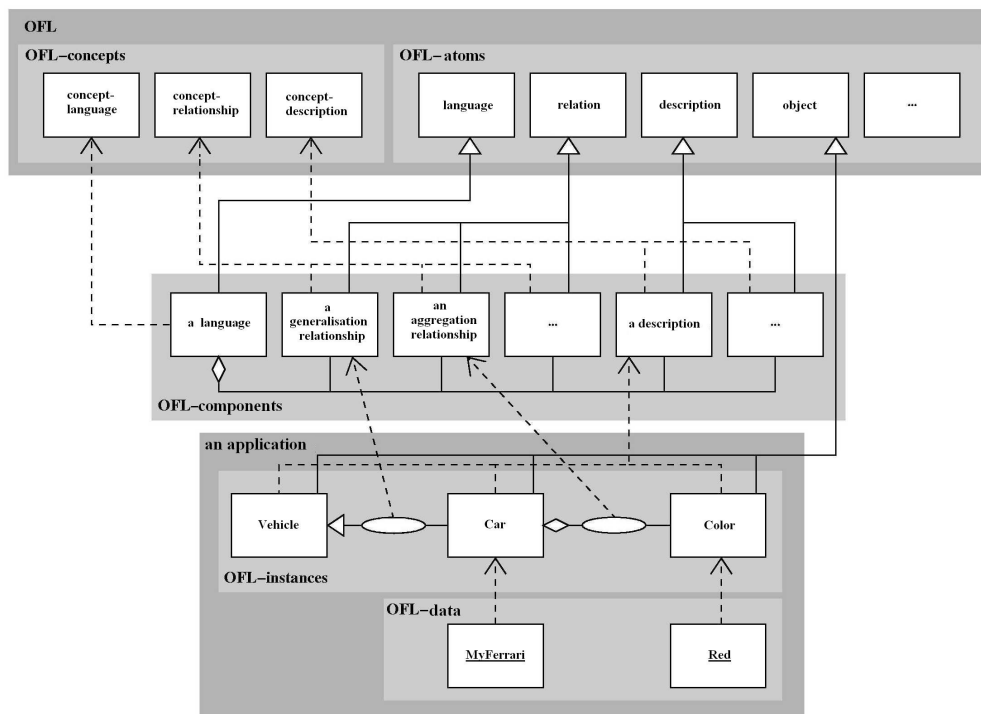 OFL
OFL–concepts
OFL–atoms
concept-
language
concept-
relationship
concept-
description
language
relation
description
object
...
a language
a
generalisation
relationship
an
aggregation
relationship
...
a description
...
OFL–components
an application
Vehicle
Car
Color
OFL–instances
OFL–data
MyFerrari
Red